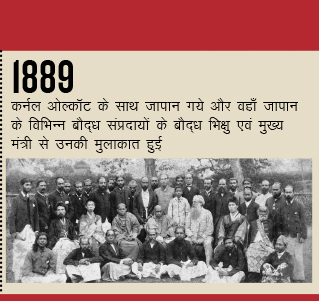 1889
कर्नल ओल्कॉट के साथ जापान गये और वहाँ जापान
के विभिन्न बौद्ध संप्रदायों के बौद्ध भिक्षु एवं मुख्य
मंत्री से उनकी मुलाकात हुई